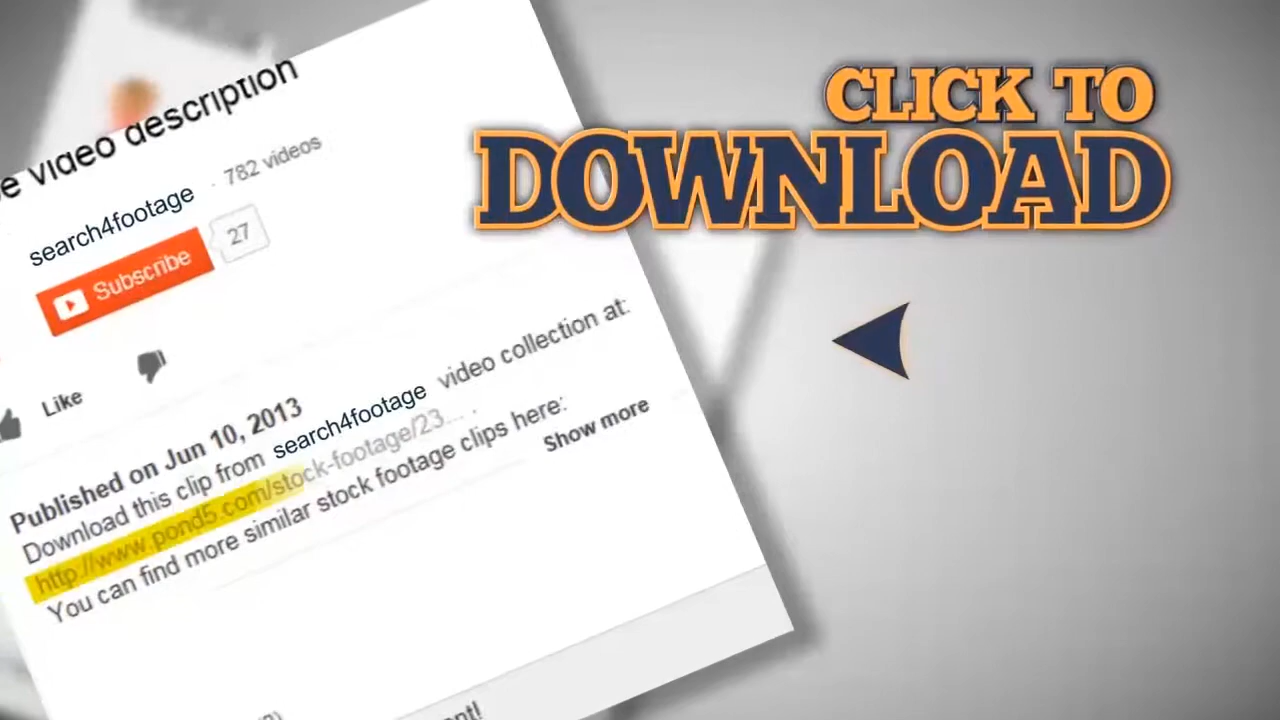 CLICK TO
DOWNLOAD
e video description
search4footage · 782 videos
Subscribe 27
Like
Published on Jun 10, 2013
Download this clip from search4footage video collection at:
http://www.pond5.com/stock-footage/23... .
You can find more similar stock footage clips here:
Show more